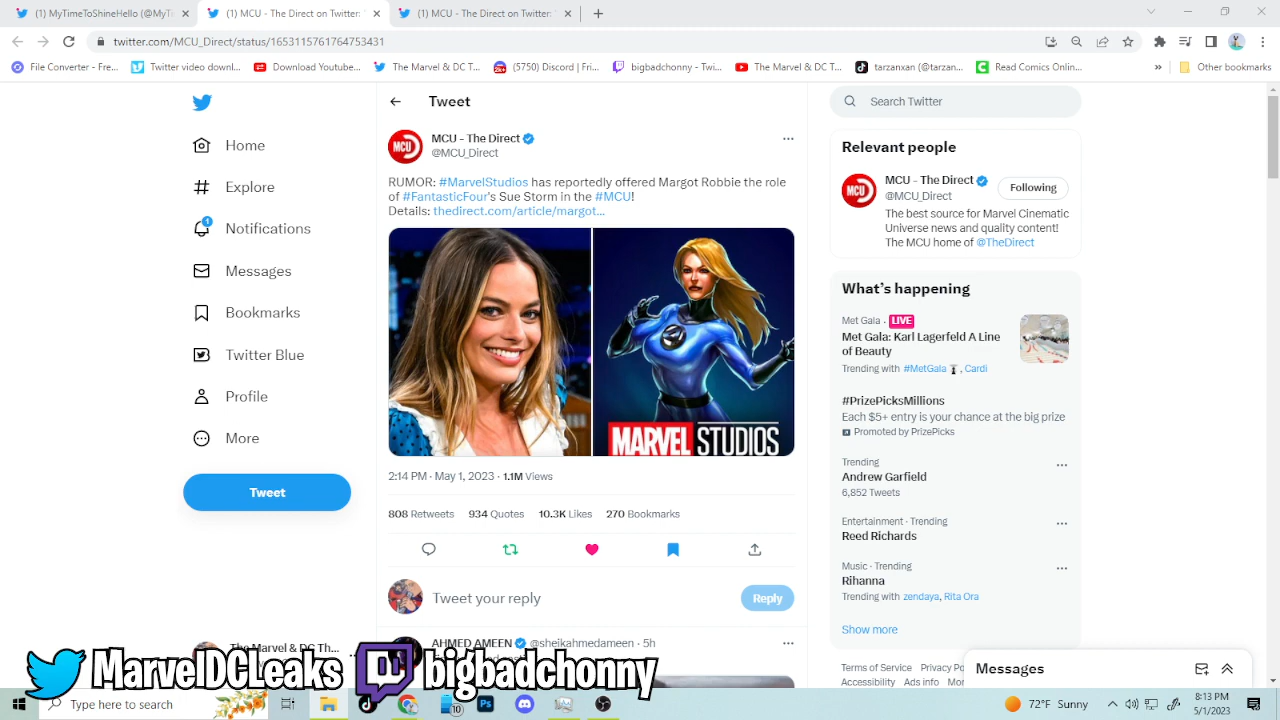 (1) MyTimeToShineHello (@MyTi
(1) MCU - The Direct on Twitter: "
(1) MCU - The Direct on Twitter: "
twitter.com/MCU_Direct/status/1653115761764753431
File Converter - Fre...
Twitter video downl...
Download Youtube...
The Marvel & DC T...
(5750) Discord | Fri...
bigbadchonny - Twi...
The Marvel & DC T...
tarzanxan (@tarzan...
Read Comics Onlin...
»
Other bookmarks
Home
Explore
1
Notifications
Messages
Bookmarks
Twitter Blue
Profile
More
Tweet
The Marvel & DC Th...
Tweet
MCU
MCU - The Direct
@MCU_Direct
RUMOR: #MarvelStudios has reportedly offered Margot Robbie the role
of #FantasticFour's Sue Storm in the #MCU!
Details: thedirect.com/article/margot...
MARVEL STUDIOS
2:14 PM · May 1, 2023 · 1.1M Views
808 Retweets 934 Quotes 10.3K Likes 270 Bookmarks
Tweet your reply
Reply
AHMED AMEEN @sheikahmedameen · 5h
Search Twitter
Relevant people
MCU
MCU - The Direct
@MCU_Direct
Following
The best source for Marvel Cinematic
Universe news and quality content!
The MCU home of @TheDirect
What's happening
Met Gala · LIVE
Met Gala: Karl Lagerfeld A Line
of Beauty
Trending with #MetGala , Cardi
#PrizePicksMillions
Each $5+ entry is your chance at the big prize
Promoted by PrizePicks
Trending
Andrew Garfield
6,852 Tweets
Entertainment · Trending
Reed Richards
Music · Trending
Rihanna
Trending with zendaya, Rita Ora
Show more
Terms of Service Privacy Po
Accessibility Ads info Mor
Messages
MarvelDCLeaks
bigbadchonny
Type here to search
10
Ps
72°F Sunny
8:13 PM
5/1/2023